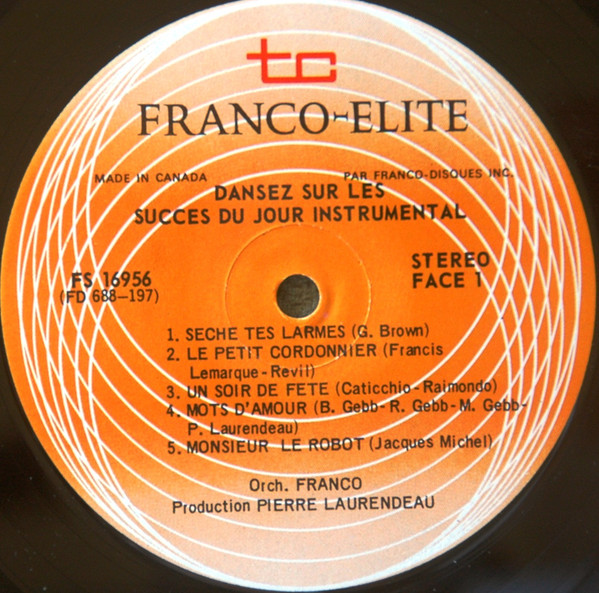 tc
FRANCO-ELITE
MADE IN CANADA
PAR FRANCO-DISQUES INC.
DANSEZ SUR LES
SUCCES DU JOUR INSTRUMENTAL
FS 16956
(FD 688-197)
STEREO
FACE 1
1. SECHE TES LARMES (G. Brown)
2. LE PETIT CORDONNIER (Francis
Lemarque-Revil)
3. UN SOIR DE FETE (Caticchio-Raimondo)
4. MOTS D'AMOUR (B. Gebb-R. Gebb-M. Gebb-
P. Laurendeau)
5. MONSIEUR LE ROBOT (Jacques Michel)
Orch. FRANCO
Production PIERRE LAURENDEAU